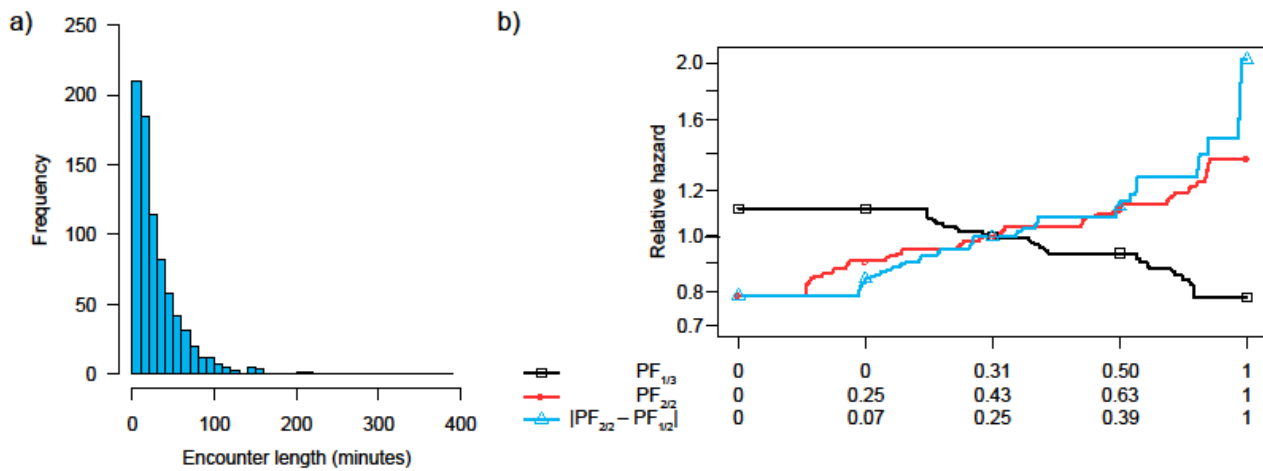 a)
250
200
150
100
50
0
Frequency
0 100 200 300 400
Encounter length (minutes)
b)
2.0
1.6
1.2
1.0
0.8
0.7
Relative hazard
PF1/3 0 0 0.31 0.50 1
PF2/2 0 0.25 0.43 0.63 1
|PF2/2 – PF1/2| 0 0.07 0.25 0.39 1